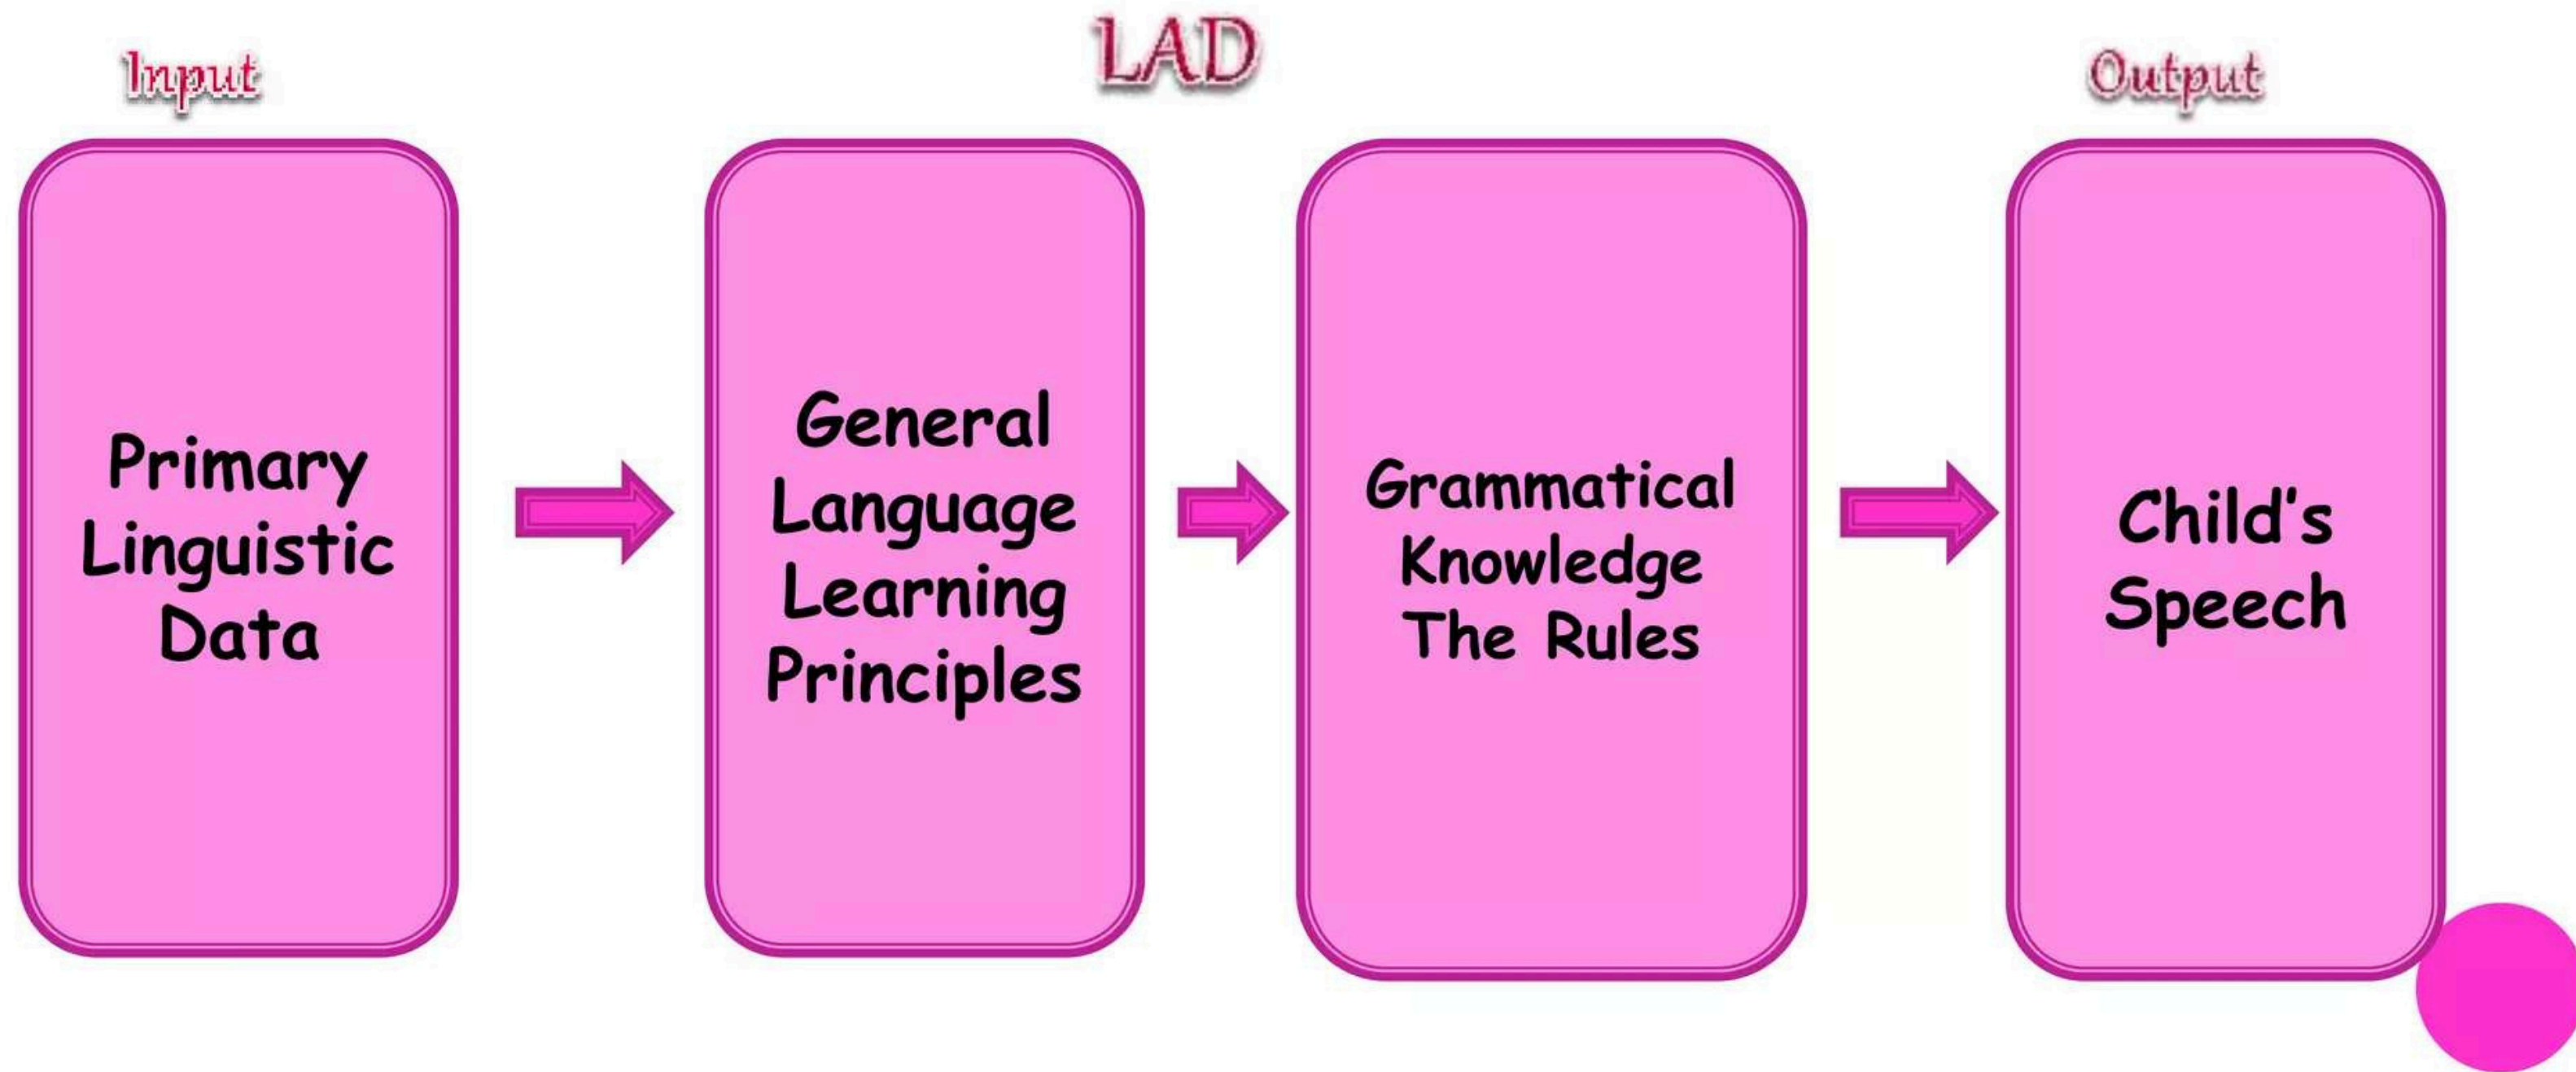 Input
LAD
Output
Primary
Linguistic
Data
General
Language
Learning
Principles
Grammatical
Knowledge
The Rules
Child's
Speech